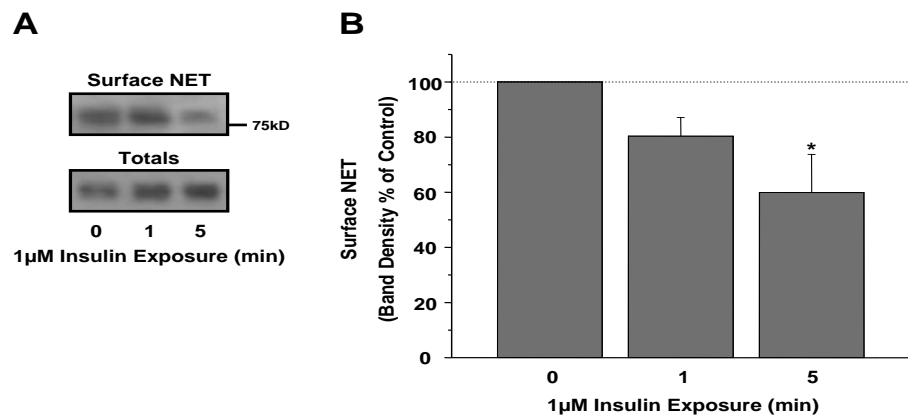 A
Surface NET
75kD
Totals
0 1 5
1µM Insulin Exposure (min)
B
Surface NET
(Band Density % of Control)
100
80
60
40
20
0
*
0 1 5
1µM Insulin Exposure (min)